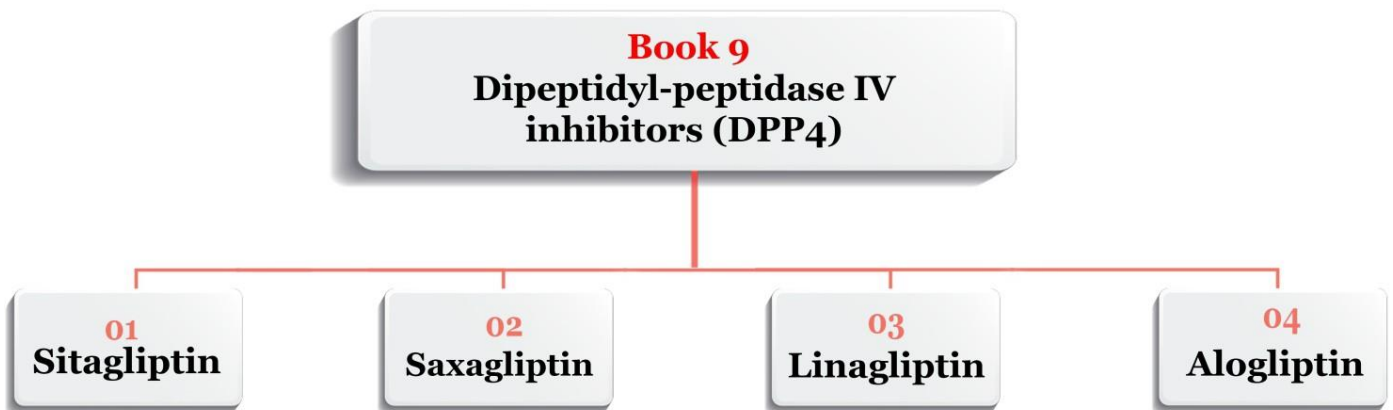 Book 9
Dipeptidyl-peptidase IV
inhibitors (DPP4)
01
Sitagliptin
02
Saxagliptin
03
Linagliptin
04
Alogliptin